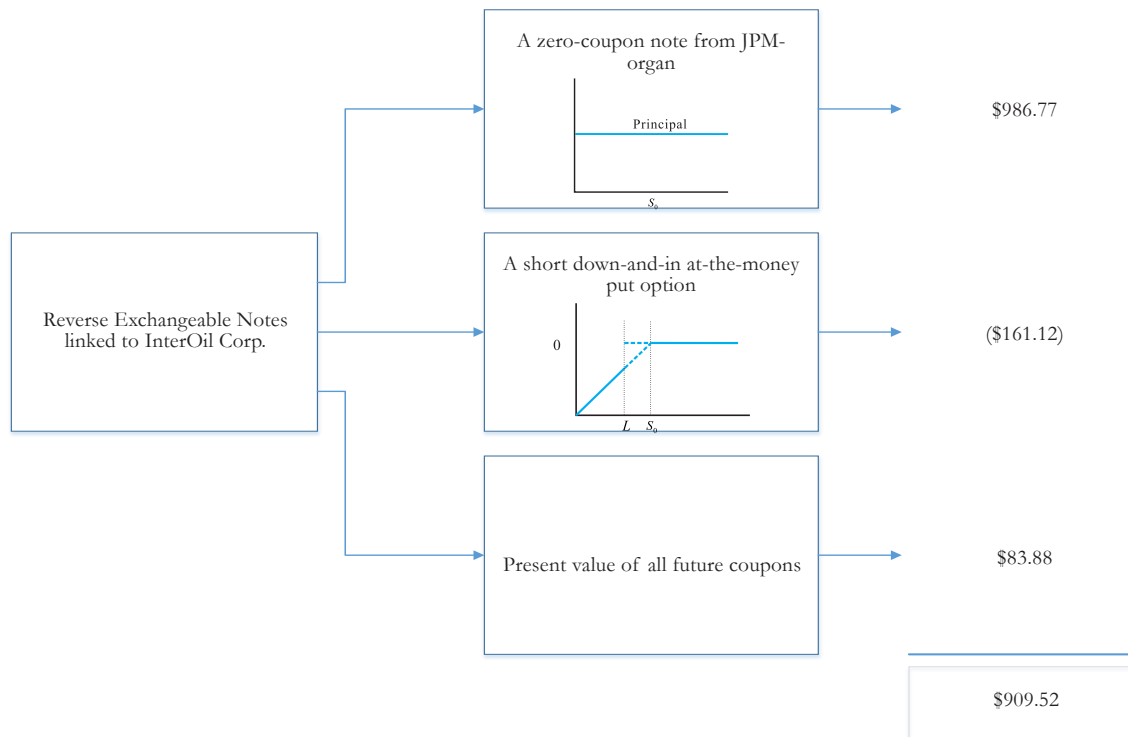 A zero-coupon note from JPM-
organ
Principal
S₀
$986.77
Reverse Exchangeable Notes
linked to InterOil Corp.
A short down-and-in at-the-money
put option
0
L S₀
($161.12)
Present value of all future coupons
$83.88
$909.52